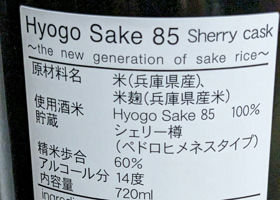 Hyogo Sake 85 Sherry cask
~the new generation of sake rice~
原材料名 米(兵庫県産)、
米麹(兵庫県産米)
使用酒米 Hyogo Sake 85 100%
貯蔵 シェリー樽
(ペドロヒメネスタイプ)
精米歩合 60%
アルコール分 14度
内容量 720ml